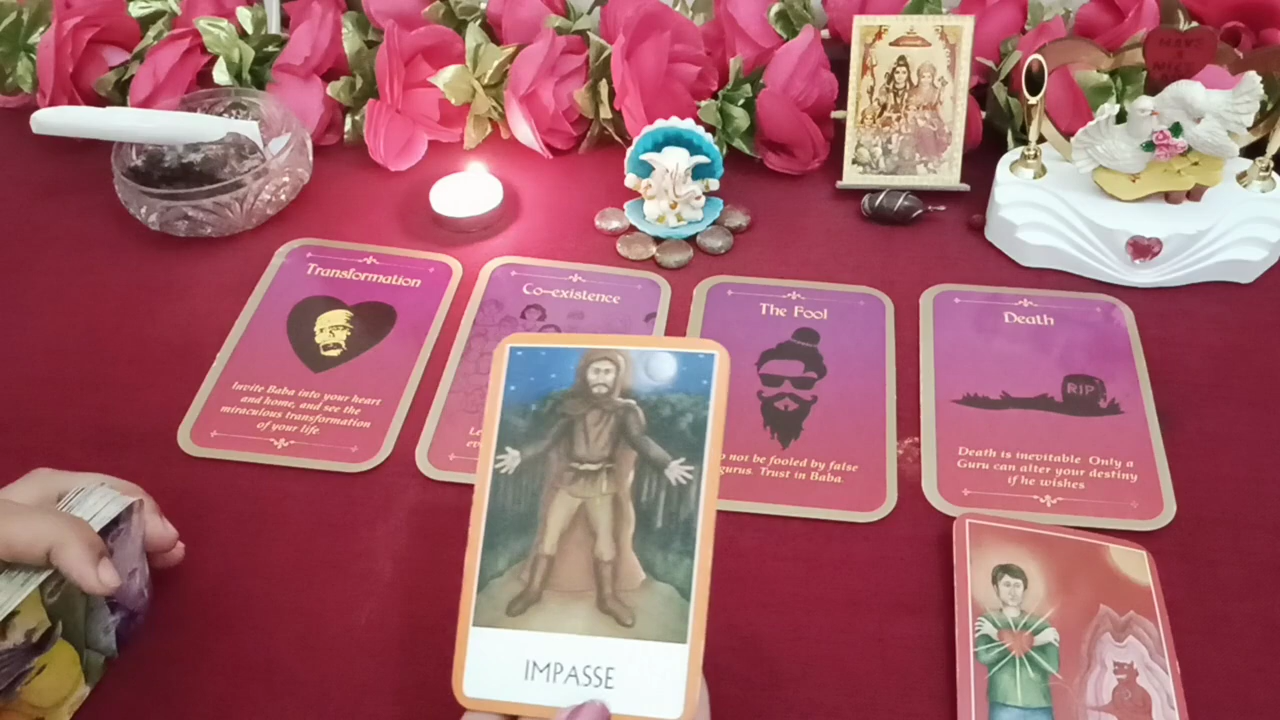 Transformation
Invite Baba into your heart
and home, and see the
miraculous transformation
of your life.
Co-existence
The Fool
not be fooled by false
gurus. Trust in Baba.
Death
RIP
Death is inevitable Only a
Guru can alter your destiny
if he wishes
IMPASSE